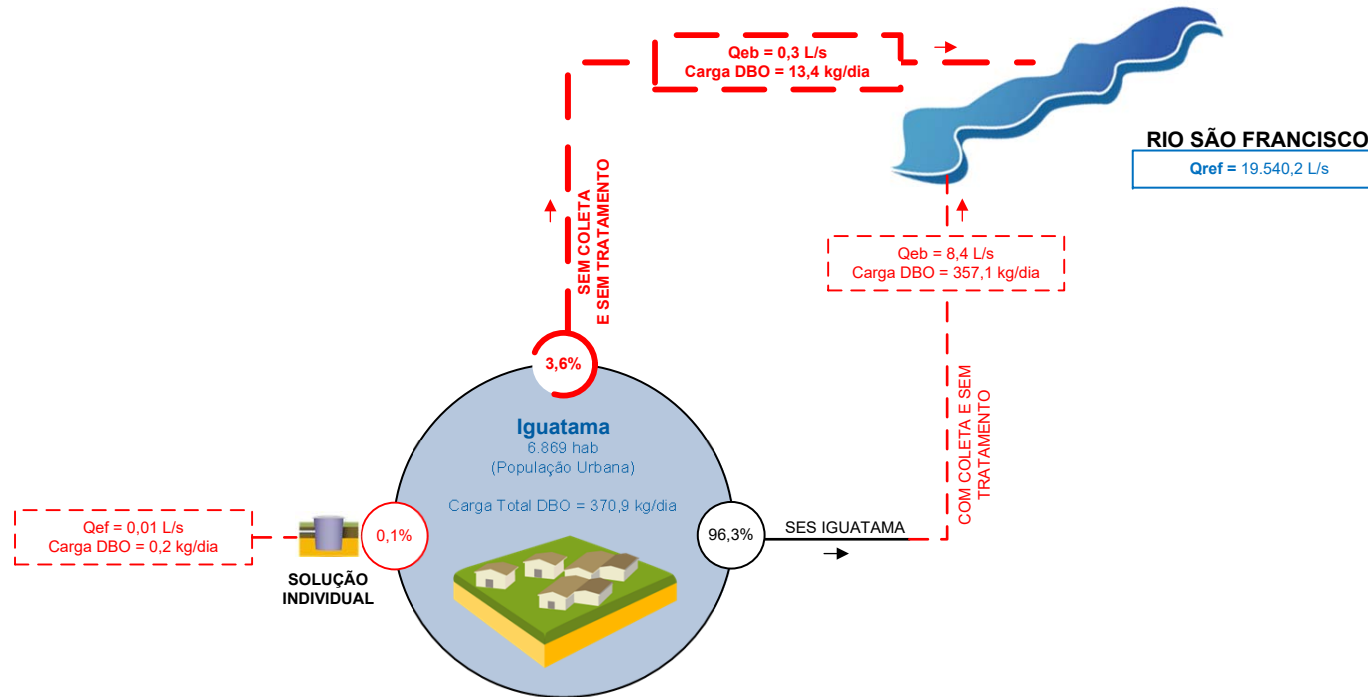 Qeb = 0,3 L/s
Carga DBO = 13,4 kg/dia
RIO SÃO FRANCISCO
Qref = 19.540,2 L/s
SEM COLETA
E SEM TRATAMENTO
Qeb = 8,4 L/s
Carga DBO = 357,1 kg/dia
COM COLETA E SEM
TRATAMENTO
3,6%
Iguatama
6.869 hab
(População Urbana)
Carga Total DBO = 370,9 kg/dia
Qef = 0,01 L/s
Carga DBO = 0,2 kg/dia
0,1%
SOLUÇÃO
INDIVIDUAL
96,3%
SES IGUATAMA